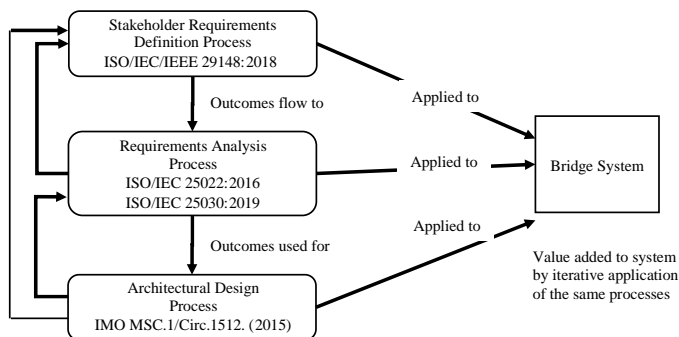 Stakeholder Requirements
Definition Process
ISO/IEC/IEEE 29148:2018
Outcomes flow to
Applied to
Requirements Analysis
Process
ISO/IEC 25022:2016
ISO/IEC 25030:2019
Applied to
Bridge System
Outcomes used for
Applied to
Architectural Design
Process
IMO MSC.1/Circ.1512. (2015)
Value added to system
by iterative application
of the same processes